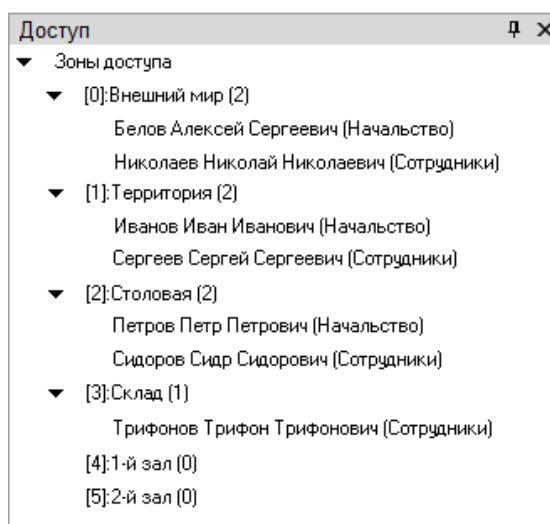 Доступ
Зоны доступа
[0]:Внешний мир (2)
Белов Алексей Сергеевич (Начальство)
Николаев Николай Николаевич (Сотрудники)
[1]:Территория (2)
Иванов Иван Иванович (Начальство)
Сергеев Сергей Сергеевич (Сотрудники)
[2]:Столовая (2)
Петров Петр Петрович (Начальство)
Сидоров Сидр Сидорович (Сотрудники)
[3]:Склад (1)
Трифонов Трифон Трифонович (Сотрудники)
[4]:1-й зал (0)
[5]:2-й зал (0)